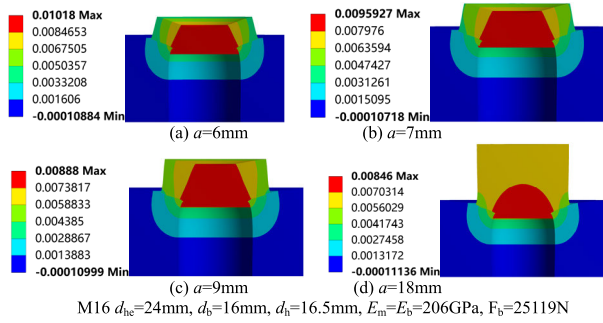 0.01018 Max
0.0084653
0.0067505
0.0050357
0.0033208
0.001606
-0.00010884 Min
(a) a=6mm
0.0095927 Max
0.007976
0.0063594
0.0047427
0.0031261
0.0015095
-0.00010718 Min
(b) a=7mm
0.00888 Max
0.0073817
0.0058833
0.004385
0.0028867
0.0013883
-0.00010999 Min
(c) a=9mm
0.00846 Max
0.0070314
0.0056029
0.0041743
0.0027458
0.0013172
-0.00011136 Min
(d) a=18mm
M16 dhe=24mm, db=16mm, dh=16.5mm, Em=Eb=206GPa, Fb=25119N